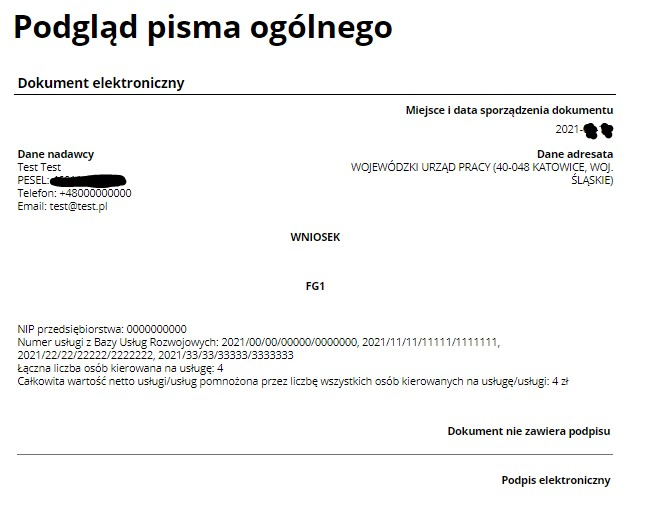 Podgląd pisma ogólnego
Dokument elektroniczny
Miejsce i data sporządzenia dokumentu
2021-
Dane nadawcy
Test Test
PESEL:
Telefon: +48000000000
Email: test@test.pl
Dane adresata
WOJEWÓDZKI URZĄD PRACY (40-048 KATOWICE, WOJ.
ŚLĄSKIE)
WNIOSEK
FG1
NIP przedsiębiorstwa: 0000000000
Numer usługi z Bazy Usług Rozwojowych: 2021/00/00/00000/0000000, 2021/11/11/11111/1111111,
2021/22/22/22222/2222222, 2021/33/33/33333/3333333
Łączna liczba osób kierowana na usługę: 4
Całkowita wartość netto usługi/usług pomnożona przez liczbę wszystkich osób kierowanych na usługę/usługi: 4 zł
Dokument nie zawiera podpisu
Podpis elektroniczny